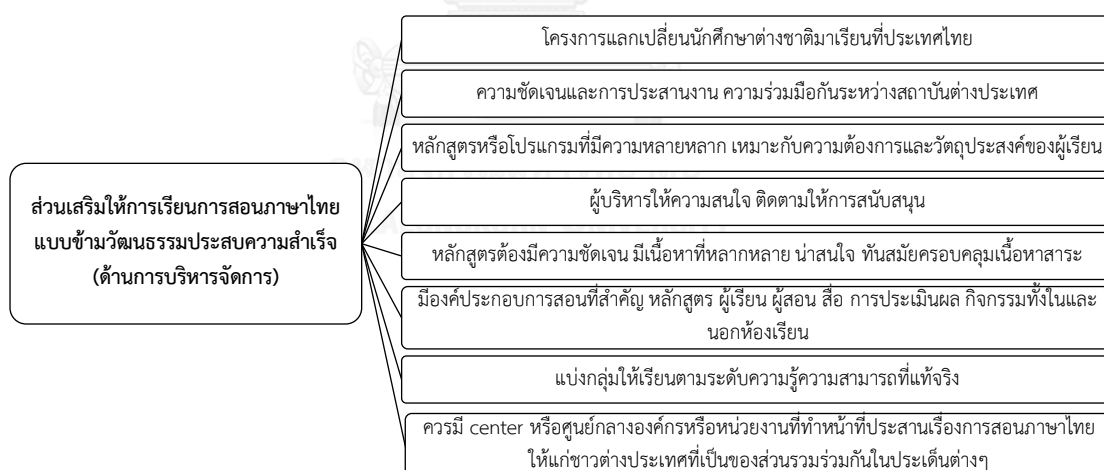 โครงการแลกเปลี่ยนนักศึกษาต่างชาติมาเรียนที่ประเทศไทย
ความชัดเจนและการประสานงาน ความร่วมมือกันระหว่างสถาบันต่างประเทศ
หลักสูตรหรือโปรแกรมที่มีความหลายหลาก เหมาะกับความต้องการและวัตถุประสงค์ของผู้เรียน
ส่วนเสริมให้การเรียนการสอนภาษาไทย
แบบข้ามวัฒนธรรมประสบความสำเร็จ
(ด้านการบริหารจัดการ)
ผู้บริหารให้ความสนใจ ติดตามให้การสนับสนุน
หลักสูตรต้องมีความชัดเจน มีเนื้อหาที่หลากหลาย น่าสนใจ ทันสมัยครอบคลุมเนื้อหาสาระ
มีองค์ประกอบการสอนที่สำคัญ หลักสูตร ผู้เรียน ผู้สอน สื่อ การประเมินผล กิจกรรมทั้งในและ
นอกห้องเรียน
แบ่งกลุ่มให้เรียนตามระดับความรู้ความสามารถที่แท้จริง
ควรมี center หรือศูนย์กลางองค์กรหรือหน่วยงานที่ทำหน้าที่ประสานเรื่องการสอนภาษาไทย
ให้แก่ชาวต่างประเทศที่เป็นของส่วนรวมร่วมกันในประเด็นต่างๆ